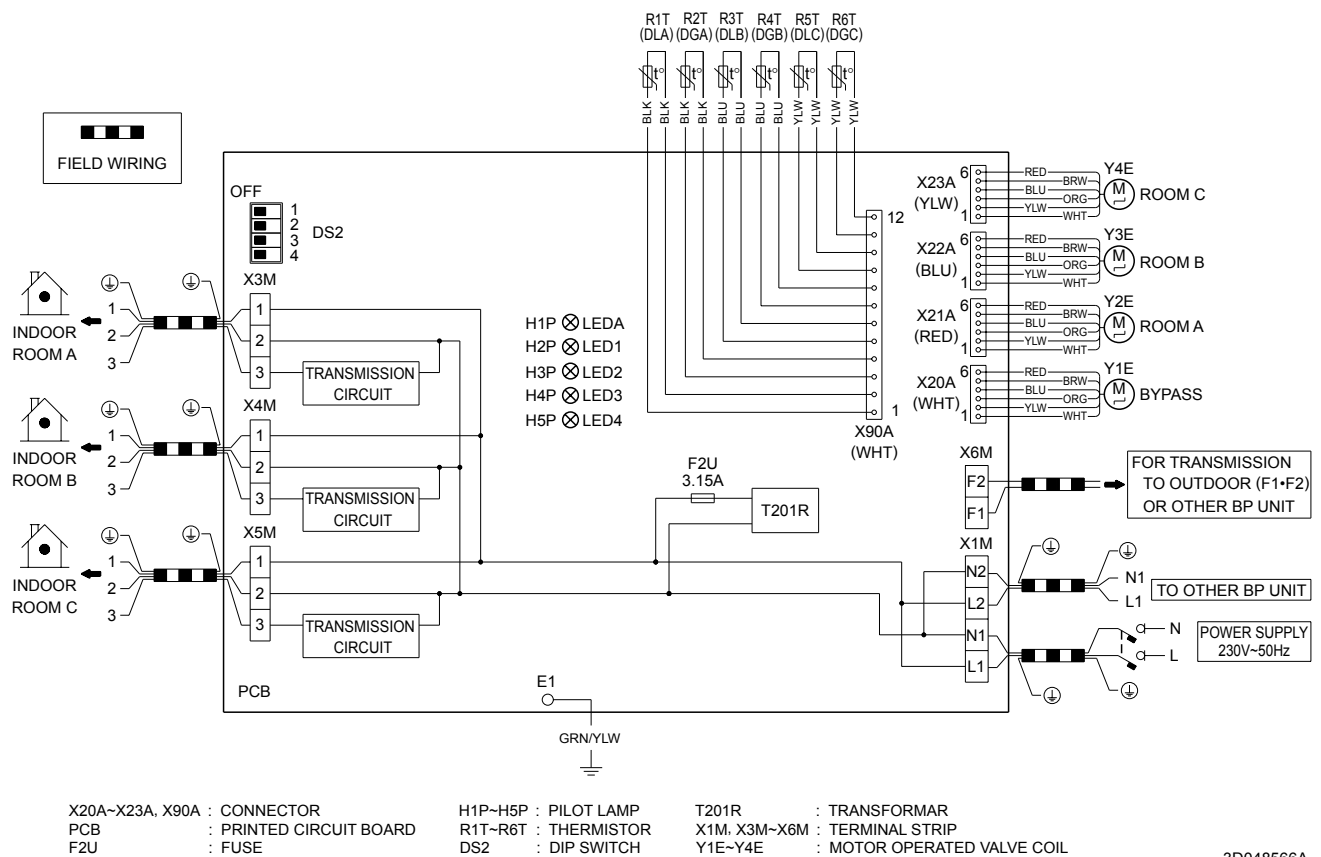 R1T R2T R3T R4T R5T R6T
(DLA) (DGA) (DLB) (DGB) (DLC) (DGC)
t° t° t° t° t° t°
BLK BLK BLK BLK BLU BLU BLU BLU YLW YLW YLW YLW
FIELD WIRING
OFF
1
2
3
4
DS2
X3M
1
2
3
TRANSMISSION
CIRCUIT
1
2
3
INDOOR
ROOM A
X4M
1
2
3
TRANSMISSION
CIRCUIT
1
2
3
INDOOR
ROOM B
X5M
1
2
3
TRANSMISSION
CIRCUIT
1
2
3
INDOOR
ROOM C
H1P LEDA
H2P LED1
H3P LED2
H4P LED3
H5P LED4
12
1
X90A
(WHT)
F2U
3.15A
T201R
X23A
(YLW)
6
1
RED
BRW
BLU
ORG
YLW
WHT
Y4E
M
ROOM C
X22A
(BLU)
6
1
RED
BRW
BLU
ORG
YLW
WHT
Y3E
M
ROOM B
X21A
(RED)
6
1
RED
BRW
BLU
ORG
YLW
WHT
Y2E
M
ROOM A
X20A
(WHT)
6
1
RED
BRW
BLU
ORG
YLW
WHT
Y1E
M
BYPASS
X6M
F2
F1
FOR TRANSMISSION
TO OUTDOOR (F1•F2)
OR OTHER BP UNIT
X1M
N2
L2
N1
L1
N1
L1
TO OTHER BP UNIT
N
L
POWER SUPPLY
230V~50Hz
PCB
E1
GRN/YLW
X20A~X23A, X90A : CONNECTOR H1P~H5P : PILOT LAMP T201R : TRANSFORMAR
PCB : PRINTED CIRCUIT BOARD R1T~R6T : THERMISTOR X1M, X3M~X6M : TERMINAL STRIP
F2U : FUSE DS2 : DIP SWITCH Y1E~Y4E : MOTOR OPERATED VALVE COIL
3D048566A